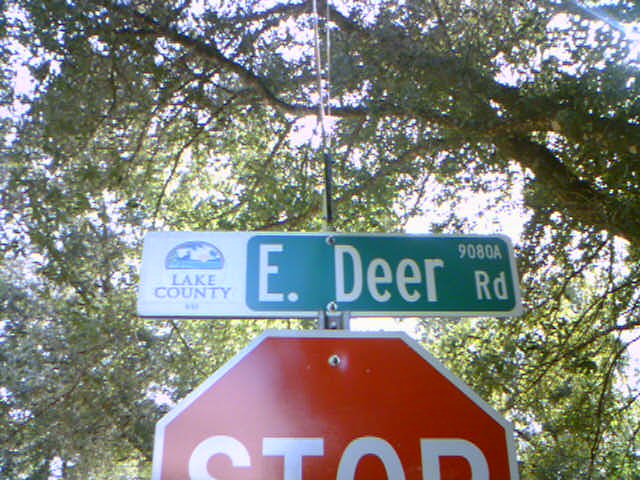 LAKE
COUNTY
E. Deer Rd
9080A
STOP